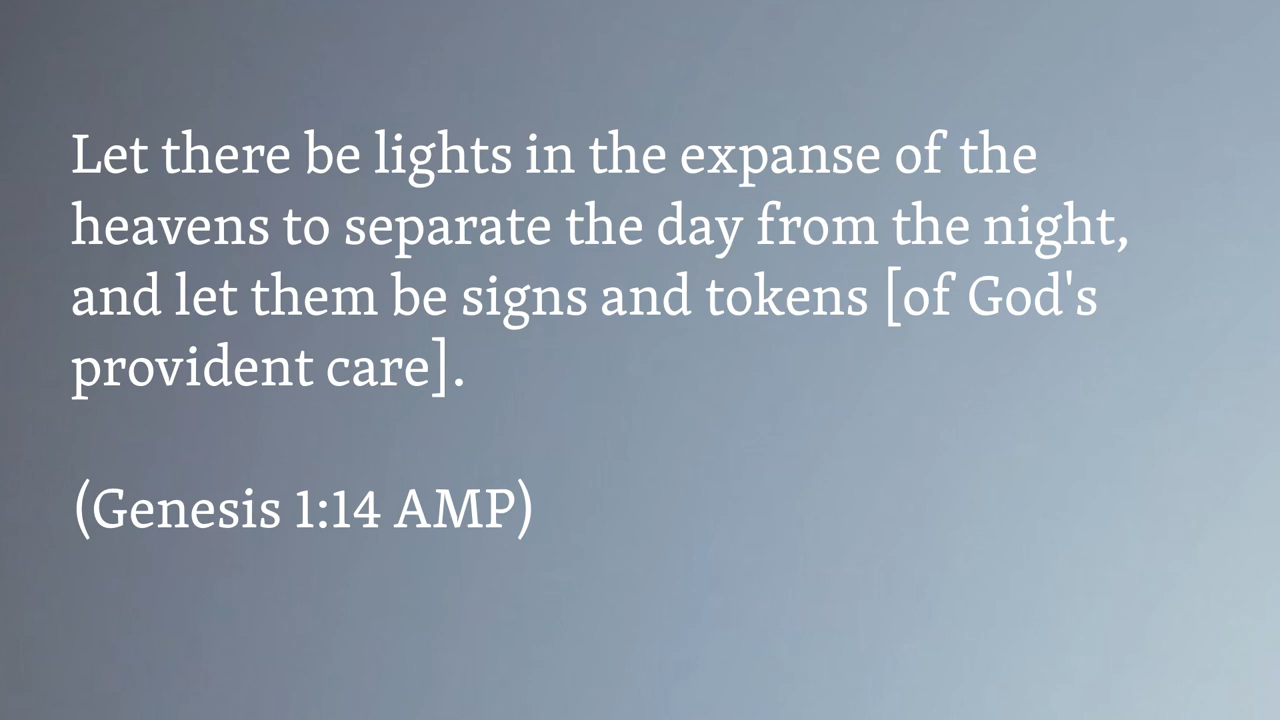 Let there be lights in the expanse of the
heavens to separate the day from the night,
and let them be signs and tokens [of God's
provident care].
(Genesis 1:14 AMP)